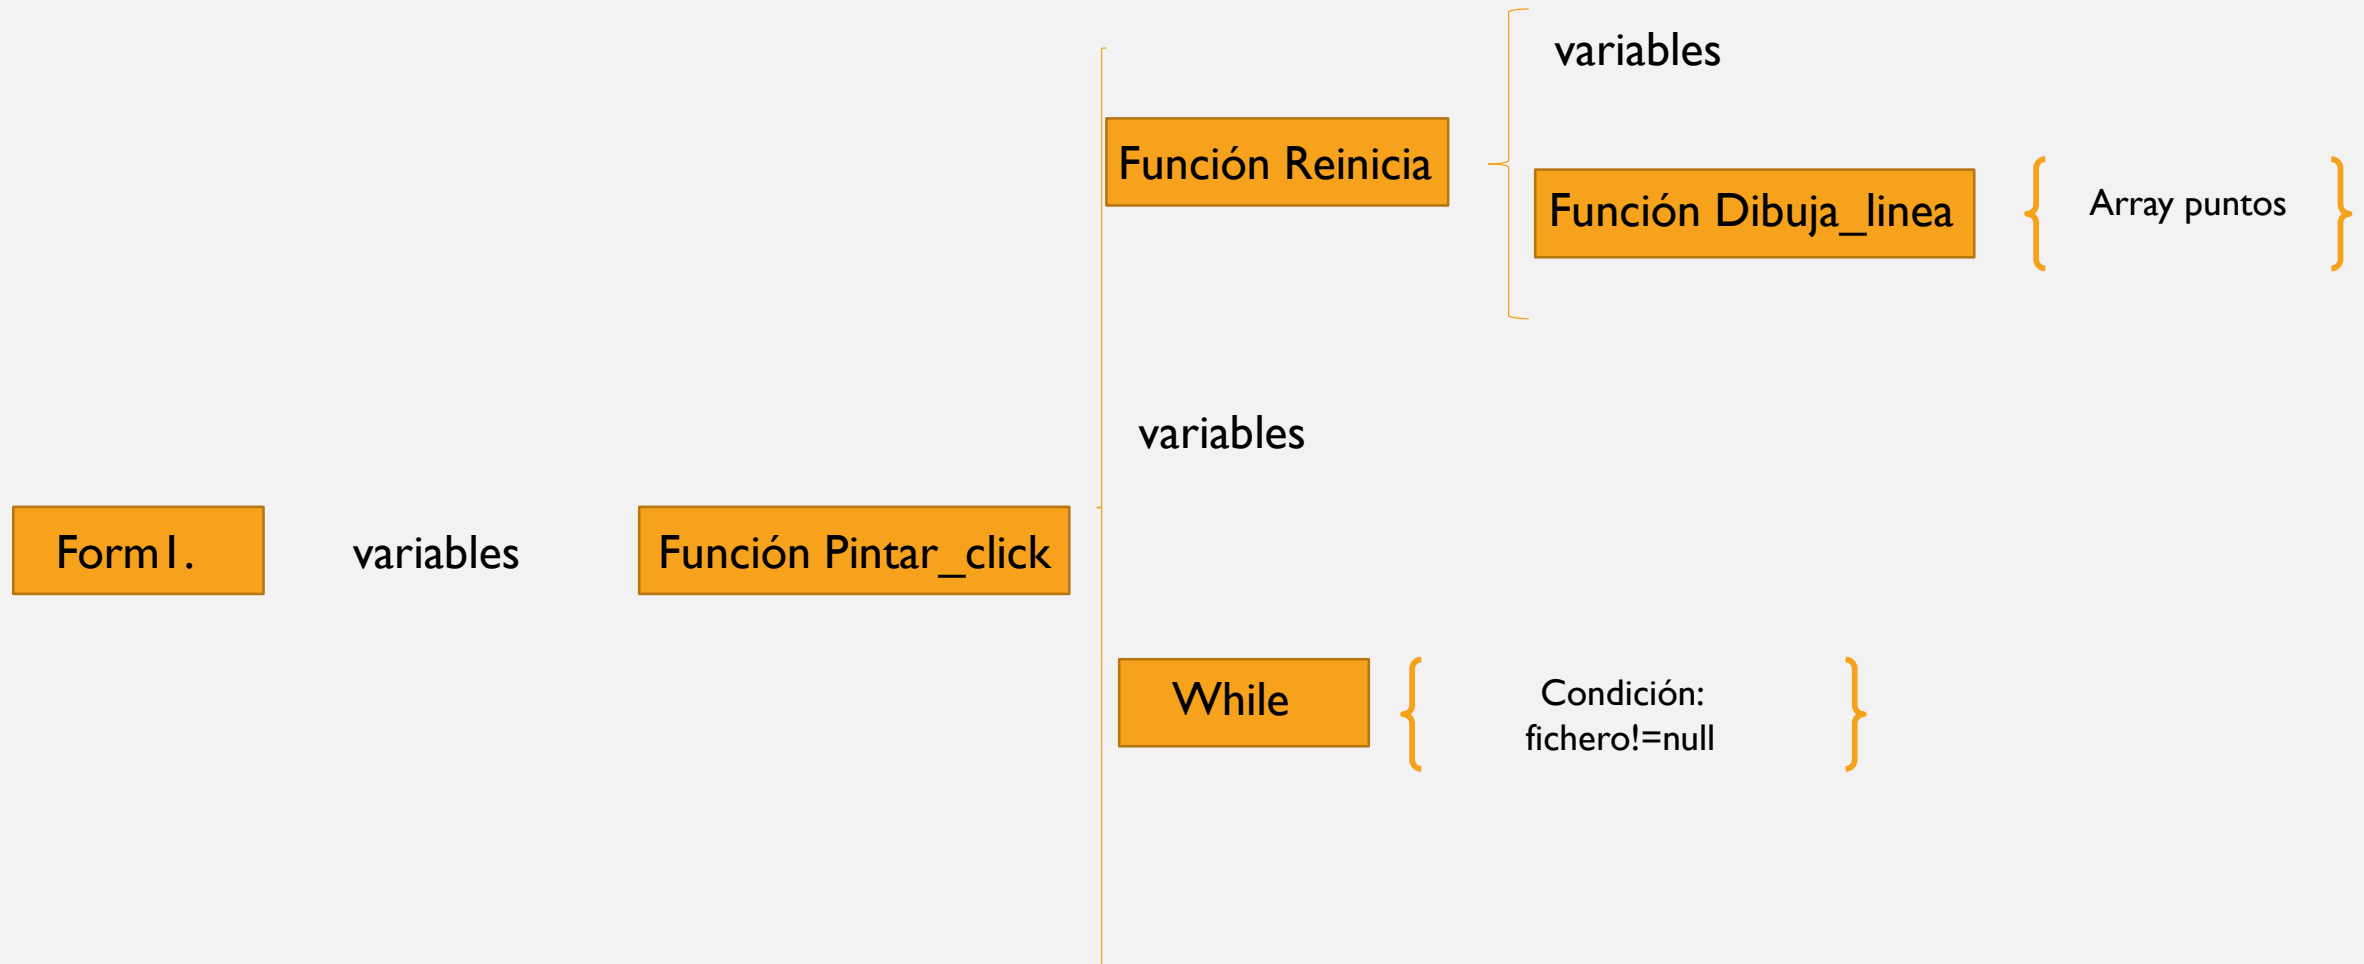 variables
Función Reinicia
Función Dibuja_linea
Array puntos
variables
Form1.
variables
Función Pintar_click
While
Condición:
fichero!=null